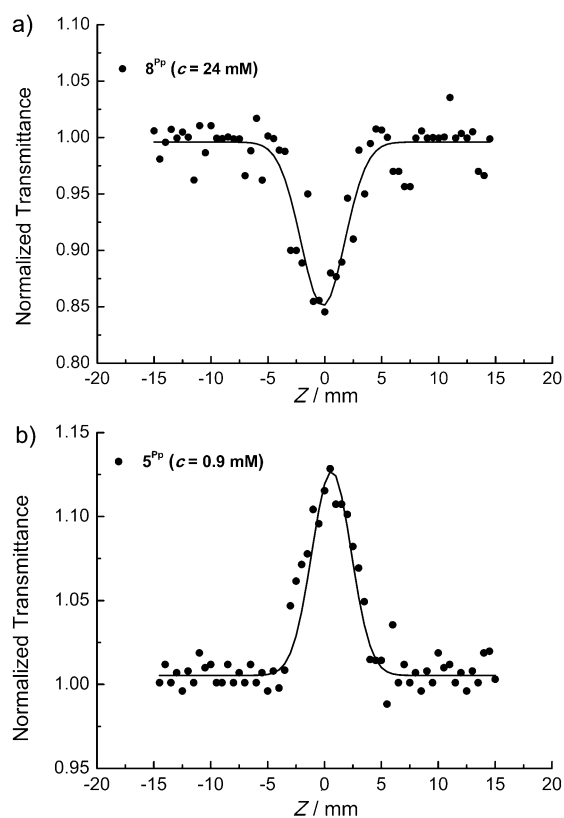 a)
1.10
1.05
1.00
0.95
0.90
0.85
0.80
Normalized Transmittance
8ᴾᵖ (c = 24 mM)
-20 -15 -10 -5 0 5 10 15 20
Z / mm
b)
1.15
1.10
1.05
1.00
0.95
Normalized Transmittance
5ᴾᵖ (c = 0.9 mM)
-20 -15 -10 -5 0 5 10 15 20
Z / mm